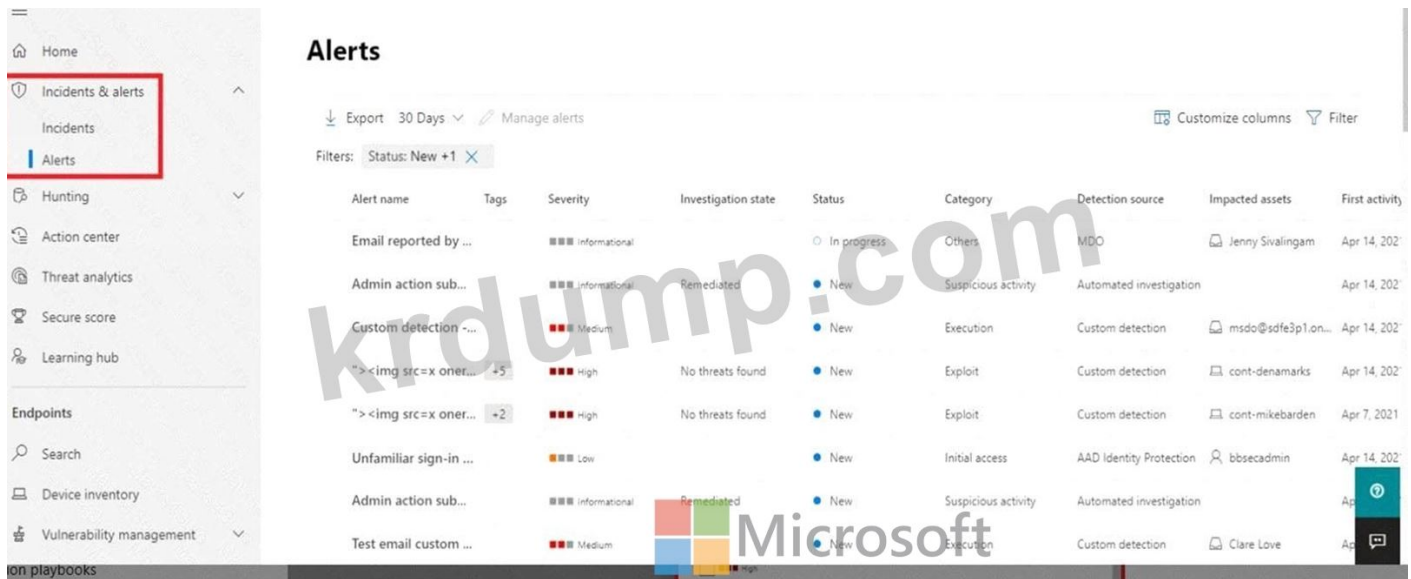 Home
Incidents & alerts
Incidents
Alerts
Hunting
Action center
Threat analytics
Secure score
Learning hub
Endpoints
Search
Device inventory
Vulnerability management
ion playbooks
Alerts
Export 30 Days Manage alerts Customize columns Filter
Filters: Status: New +1
Alert name Tags Severity Investigation state Status Category Detection source Impacted assets First activity
Email reported by ... Informational In progress Others MDO Jenny Sivalingam Apr 14, 202
Admin action sub... Informational Remediated New Suspicious activity Automated investigation Apr 14, 202
Custom detection -... Medium New Execution Custom detection msdo@sdfe3p1.on... Apr 14, 202
"><img src=x oner... +5 High No threats found New Exploit Custom detection cont-denamarks Apr 14, 202
"><img src=x oner... +2 High No threats found New Exploit Custom detection cont-mikebarden Apr 7, 2021
Unfamiliar sign-in ... Low New Initial access AAD Identity Protection bbsecadmin Apr 14, 202
Admin action sub... Informational Remediated New Suspicious activity Automated investigation Ap
Test email custom ... Medium New Execution Custom detection Clare Love Ap
High
krdump.com
Microsoft